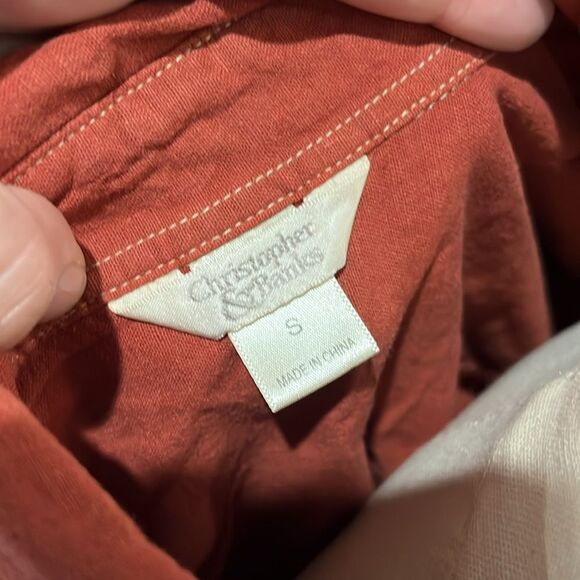 Christopher
& Banks
S
MADE IN CHINA